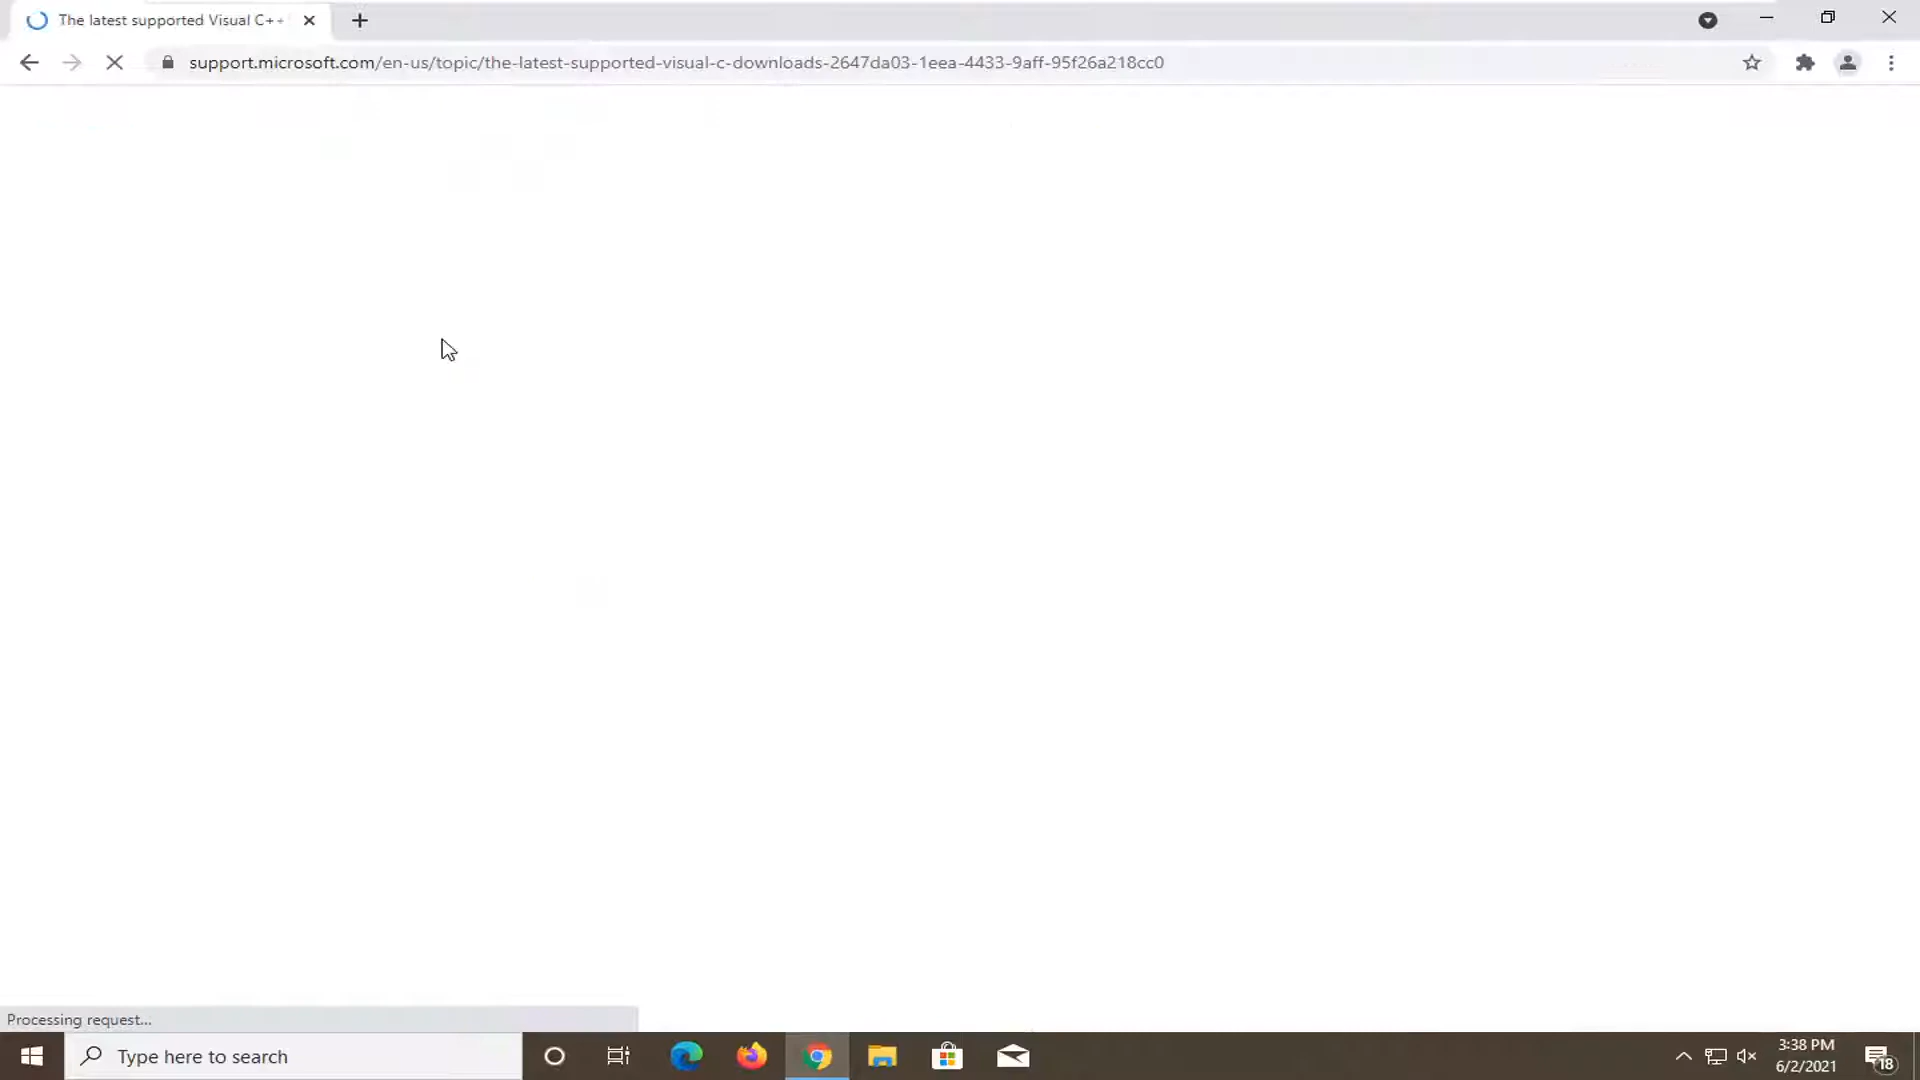 The latest supported Visual C++
support.microsoft.com/en-us/topic/the-latest-supported-visual-c-downloads-2647da03-1eea-4433-9aff-95f26a218cc0
Processing request...
Type here to search
3:38 PM
6/2/2021
18